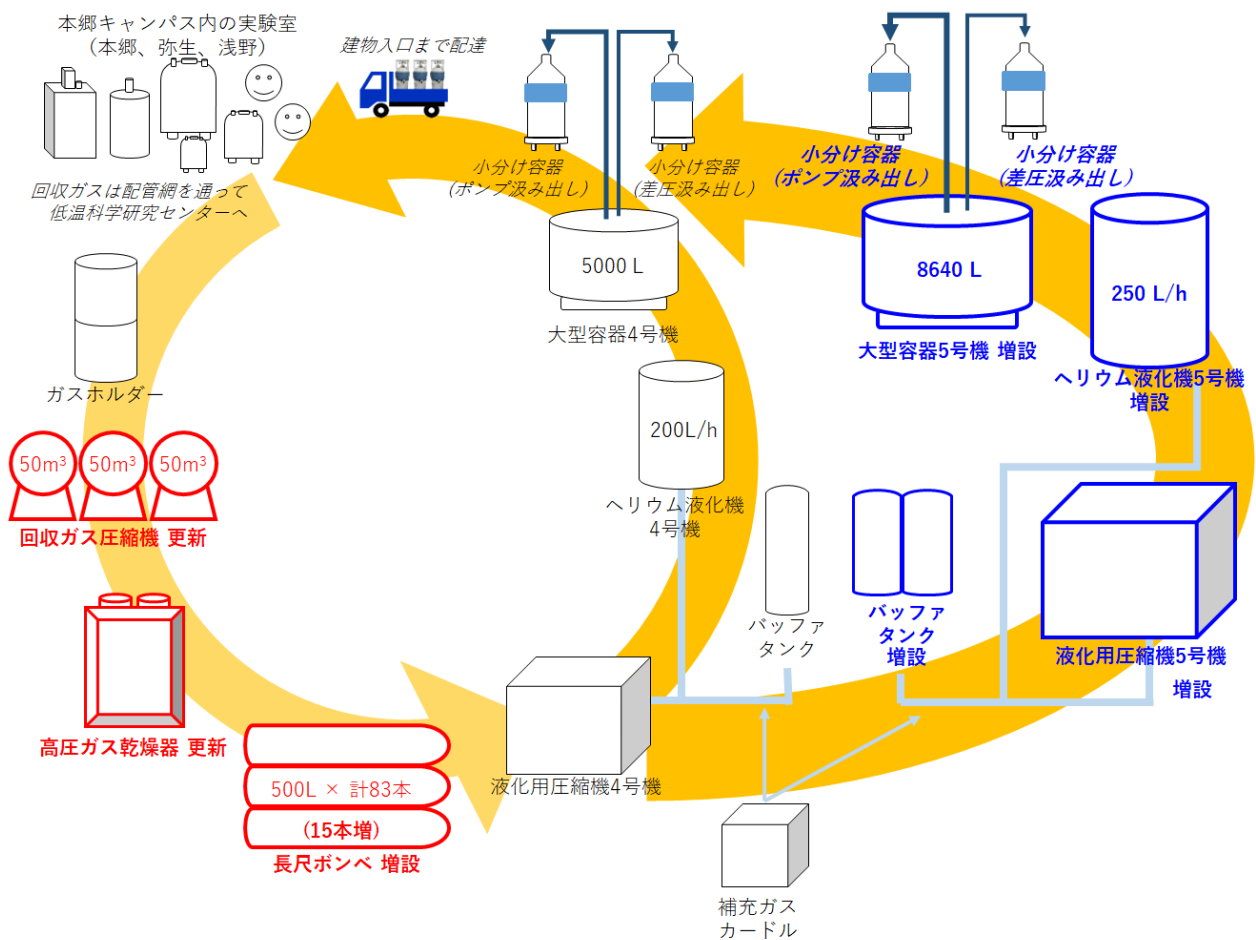 本郷キャンパス内の実験室
（本郷、弥生、浅野）
建物入口まで配達
回収ガスは配管網を通って
低温科学研究センターへ
小分け容器
（ポンプ汲み出し）
小分け容器
（差圧汲み出し）
小分け容器
（ポンプ汲み出し）
小分け容器
（差圧汲み出し）
5000 L
大型容器4号機
8640 L
大型容器5号機 増設
250 L/h
ヘリウム液化機5号機
増設
ガスホルダー
200L/h
ヘリウム液化機
4号機
50m³
50m³
50m³
回収ガス圧縮機 更新
バッファ
タンク
バッファ
タンク
増設
液化用圧縮機5号機
増設
高圧ガス乾燥器 更新
500L × 計83本
(15本増)
長尺ボンベ 増設
液化用圧縮機4号機
補充ガス
カードル